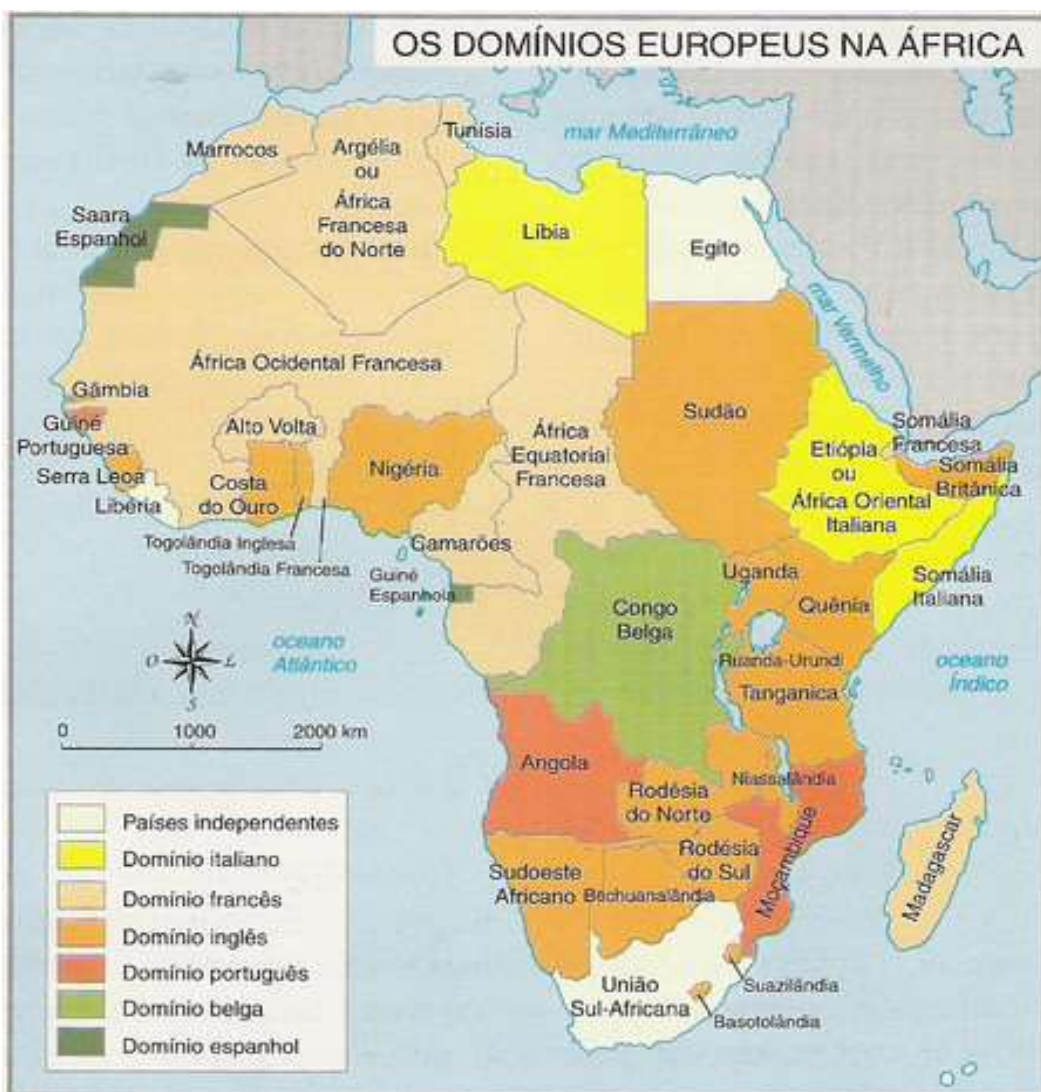 OS DOMÍNIOS EUROPEUS NA ÁFRICA
mar Mediterrâneo
Tunísia
Marrocos
Argélia
ou
África
Francesa
do Norte
Saara
Espanhol
Líbia
Egito
mar Vermelho
África Ocidental Francesa
Gâmbia
Guiné
Portuguesa
Alto Volta
Sudão
Somália
Francesa
África
Equatorial
Francesa
Etiópia
ou
África Oriental
Italiana
Somália
Britânica
Serra Leoa
Libéria
Costa
do Ouro
Nigéria
Togolândia Inglesa
Togolândia Francesa
Camarões
Guiné
Espanhola
Uganda
Quênia
Somália
Italiana
Congo
Belga
N
O
L
S
oceano
Atlântico
Ruanda-Urundi
Tanganica
oceano
Índico
0 1000 2000 km
Angola
Niassalândia
Rodésia
do Norte
Moçambique
Madagascar
Rodésia
do Sul
Sudoeste
Africano
Bechuanalândia
União
Sul-Africana
Suazilândia
Basotolândia
Países independentes
Domínio italiano
Domínio francês
Domínio inglês
Domínio português
Domínio belga
Domínio espanhol